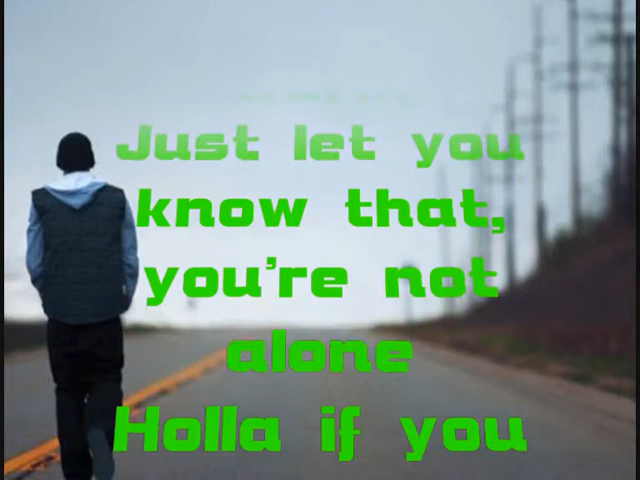 Just let you
know that,
you're not
alone
Holla if you